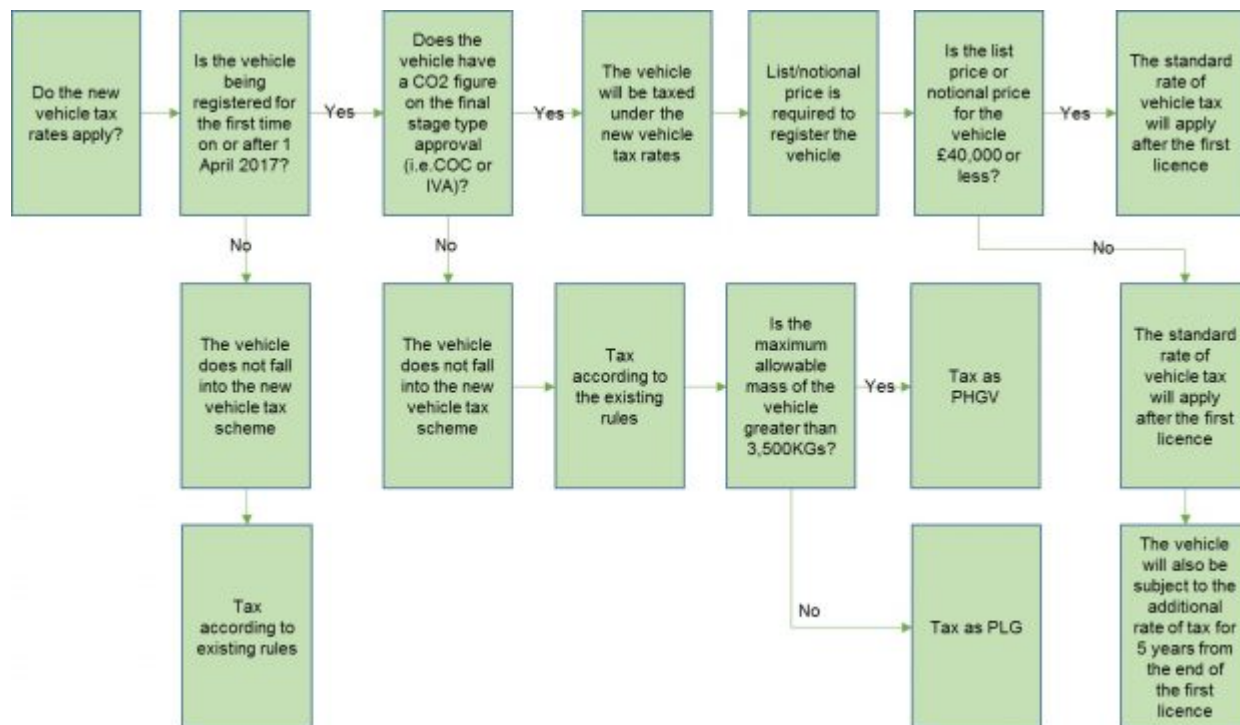 Do the new
vehicle tax
rates apply?
Is the vehicle
being
registered for
the first time
on or after 1
April 2017?
Yes
Does the
vehicle have
a CO2 figure
on the final
stage type
approval
(i.e.COC or
IVA)?
Yes
The vehicle
will be taxed
under the
new vehicle
tax rates
List/notional
price is
required to
register the
vehicle
Is the list
price or
notional price
for the
vehicle
£40,000 or
less?
Yes
The standard
rate of
vehicle tax
will apply
after the first
licence
No
No
No
The vehicle
does not fall
into the new
vehicle tax
scheme
The vehicle
does not fall
into the new
vehicle tax
scheme
Tax
according to
the existing
rules
Is the
maximum
allowable
mass of the
vehicle
greater than
3,500KGs?
Yes
Tax as
PHGV
The standard
rate of
vehicle tax
will apply
after the first
licence
Tax
according to
existing rules
No
Tax as PLG
The vehicle
will also be
subject to the
additional
rate of tax for
5 years from
the end of
the first
licence